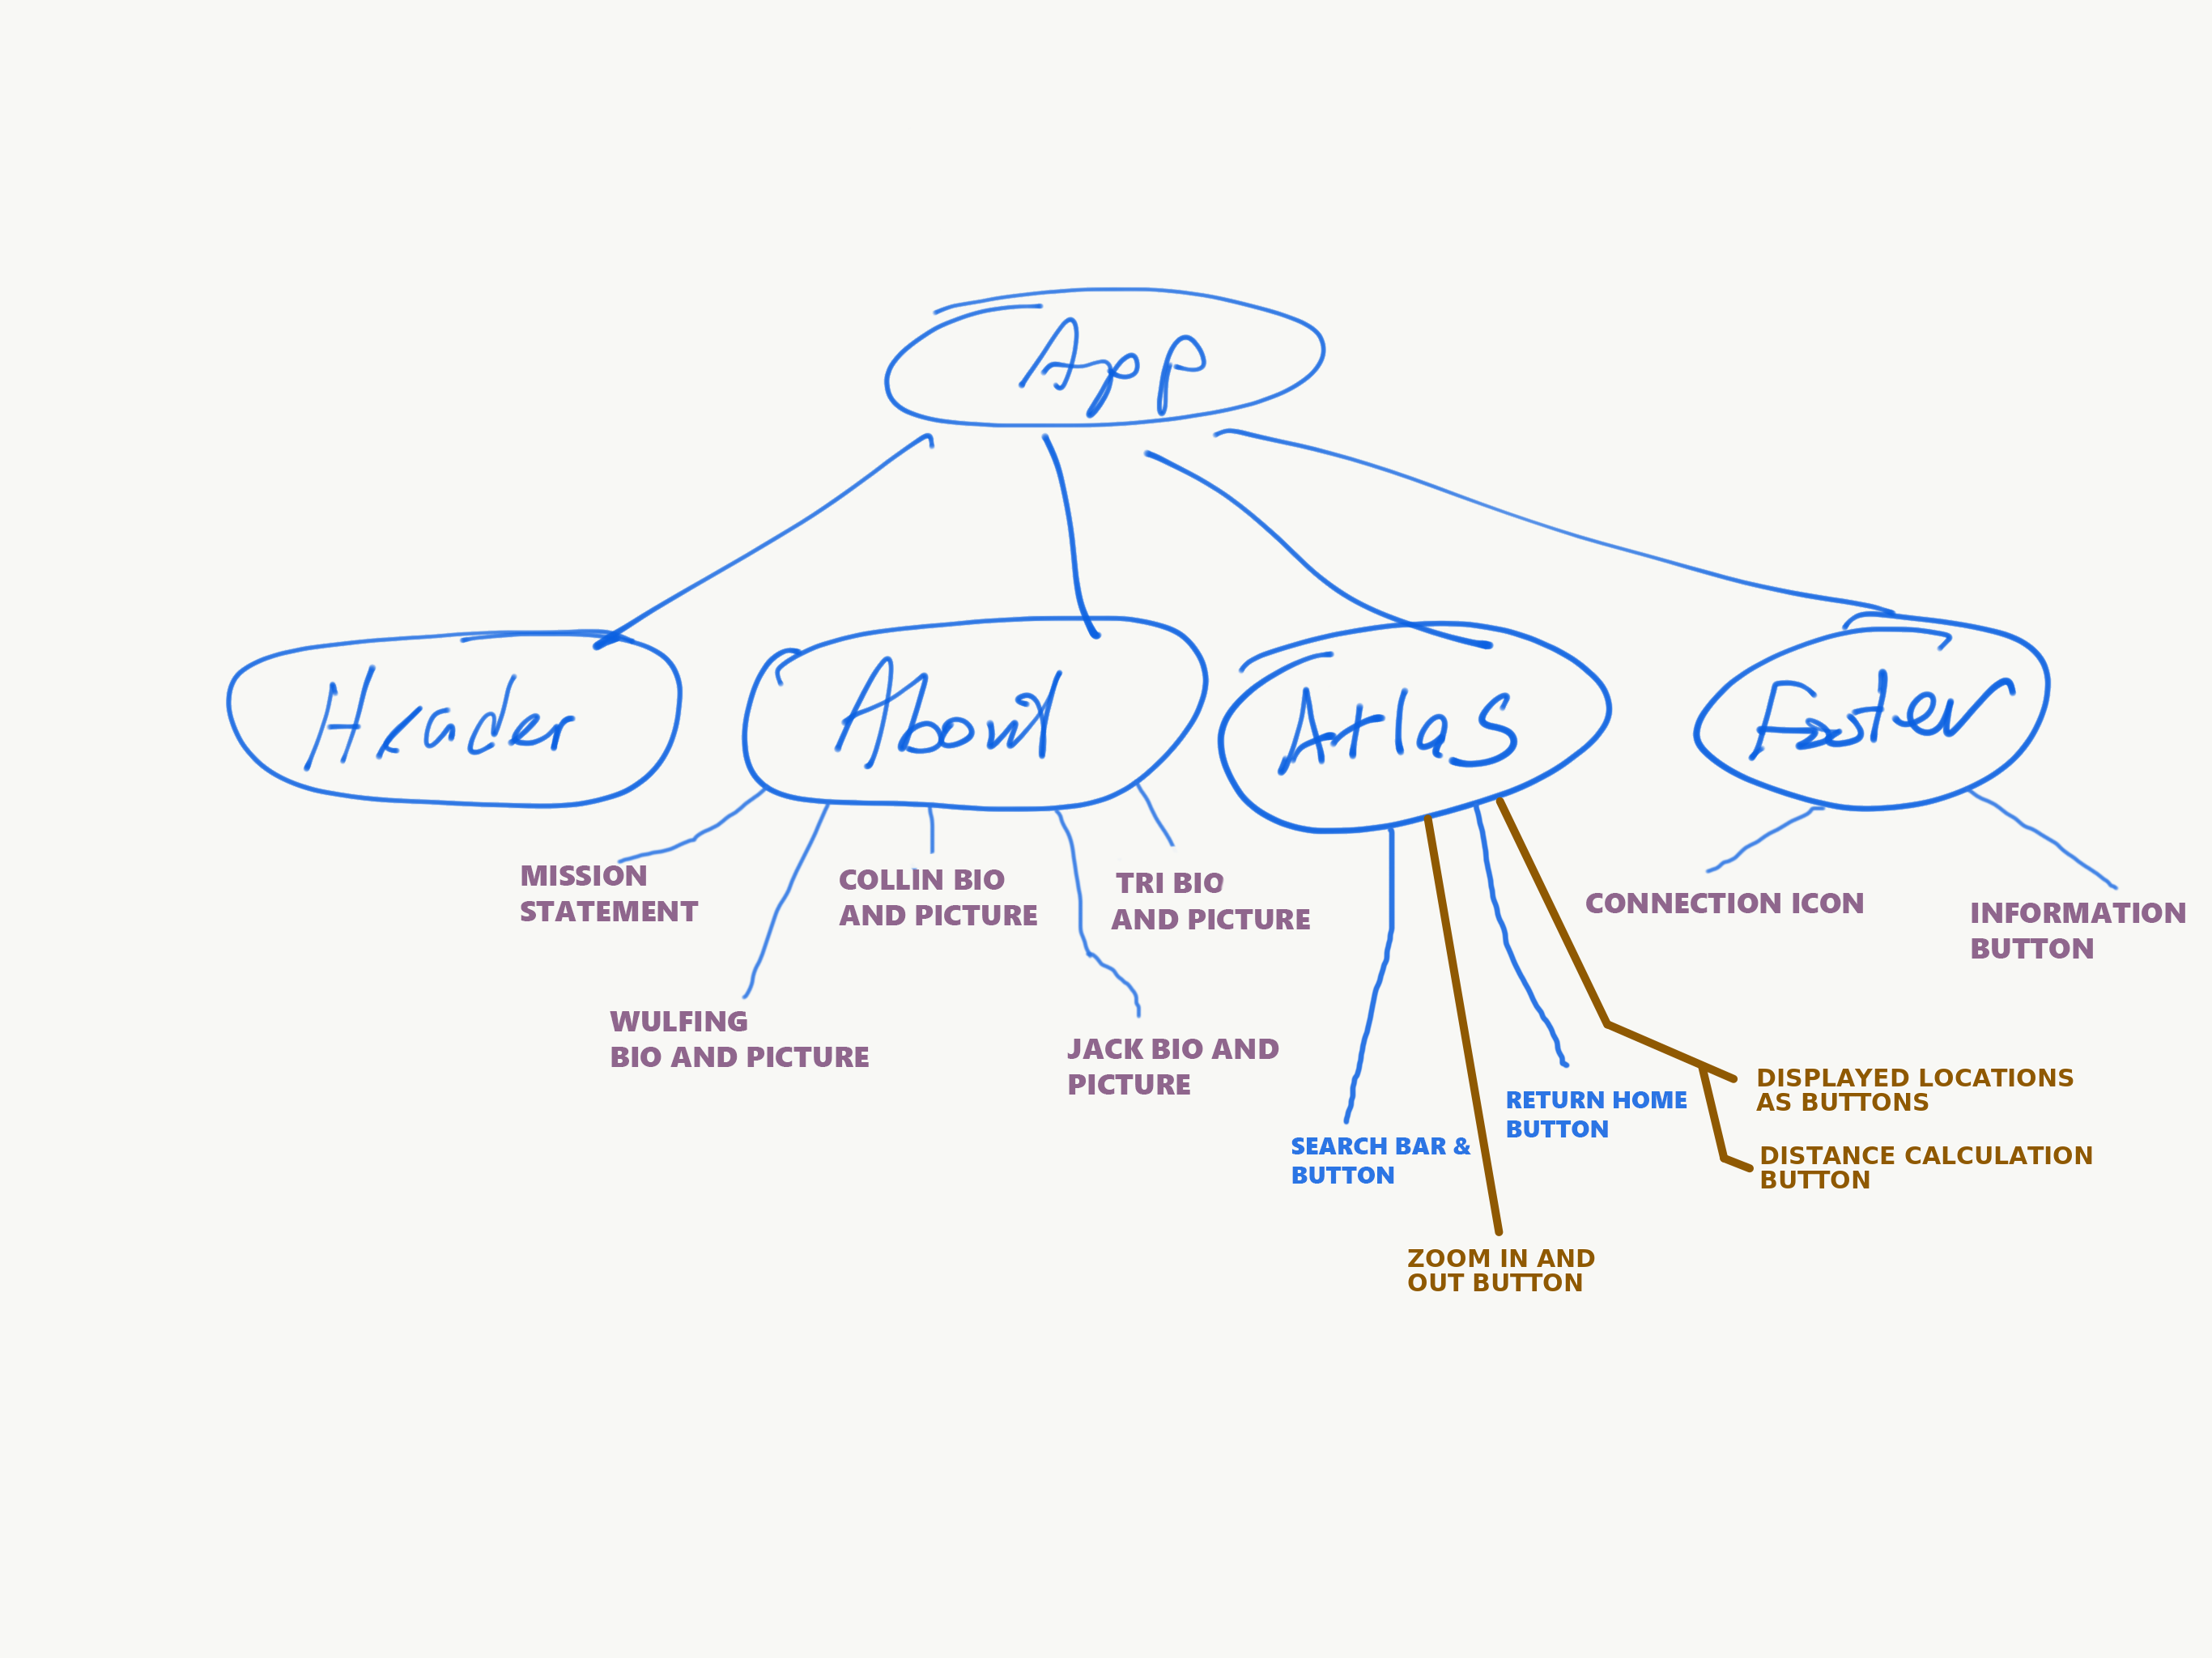 App
Header
About
Atlas
Footer
MISSION
STATEMENT
COLLIN BIO
AND PICTURE
TRI BIO
AND PICTURE
CONNECTION ICON
INFORMATION
BUTTON
WULFING
BIO AND PICTURE
JACK BIO AND
PICTURE
DISPLAYED LOCATIONS
AS BUTTONS
RETURN HOME
BUTTON
SEARCH BAR &
BUTTON
DISTANCE CALCULATION
BUTTON
ZOOM IN AND
OUT BUTTON